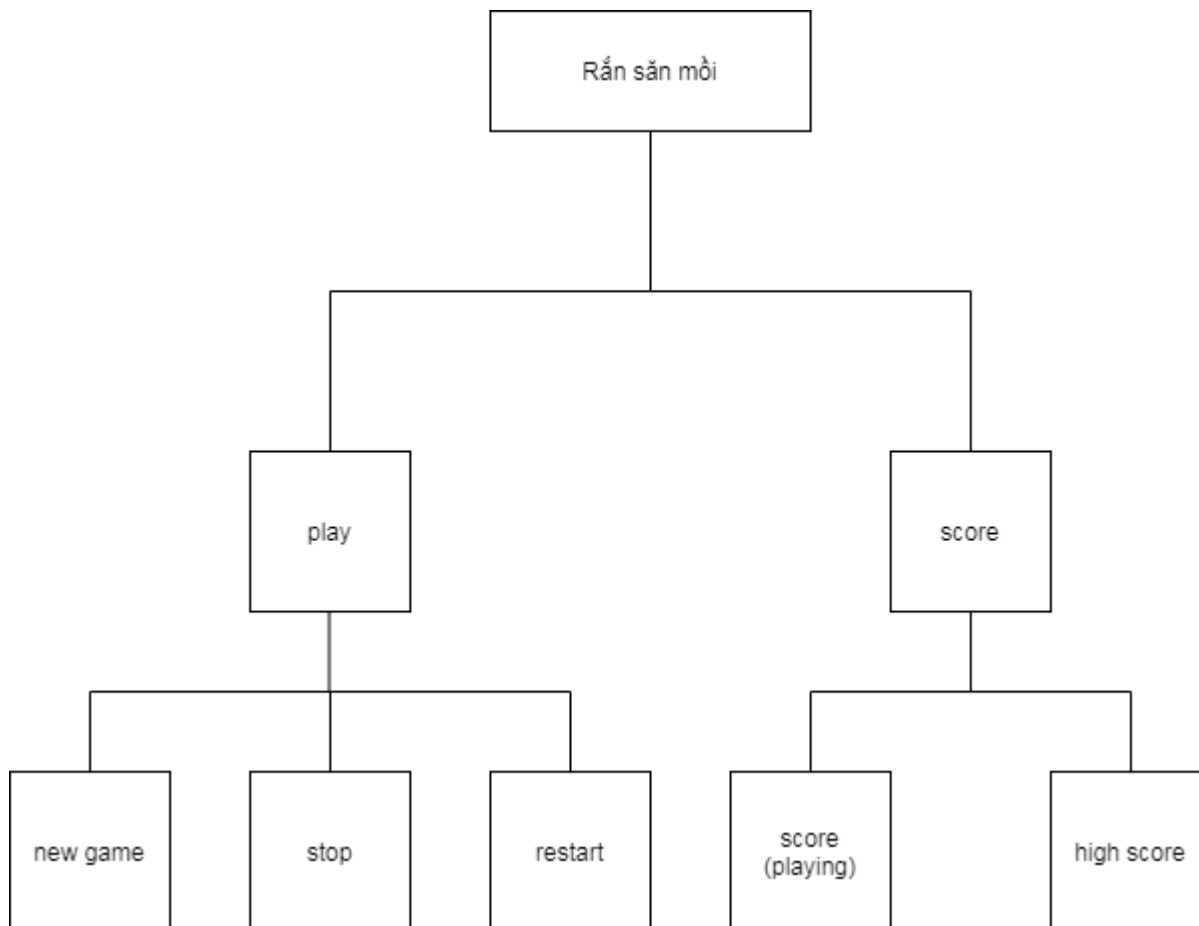 Rắn săn mồi
play
score
new game
stop
restart
score
(playing)
high score